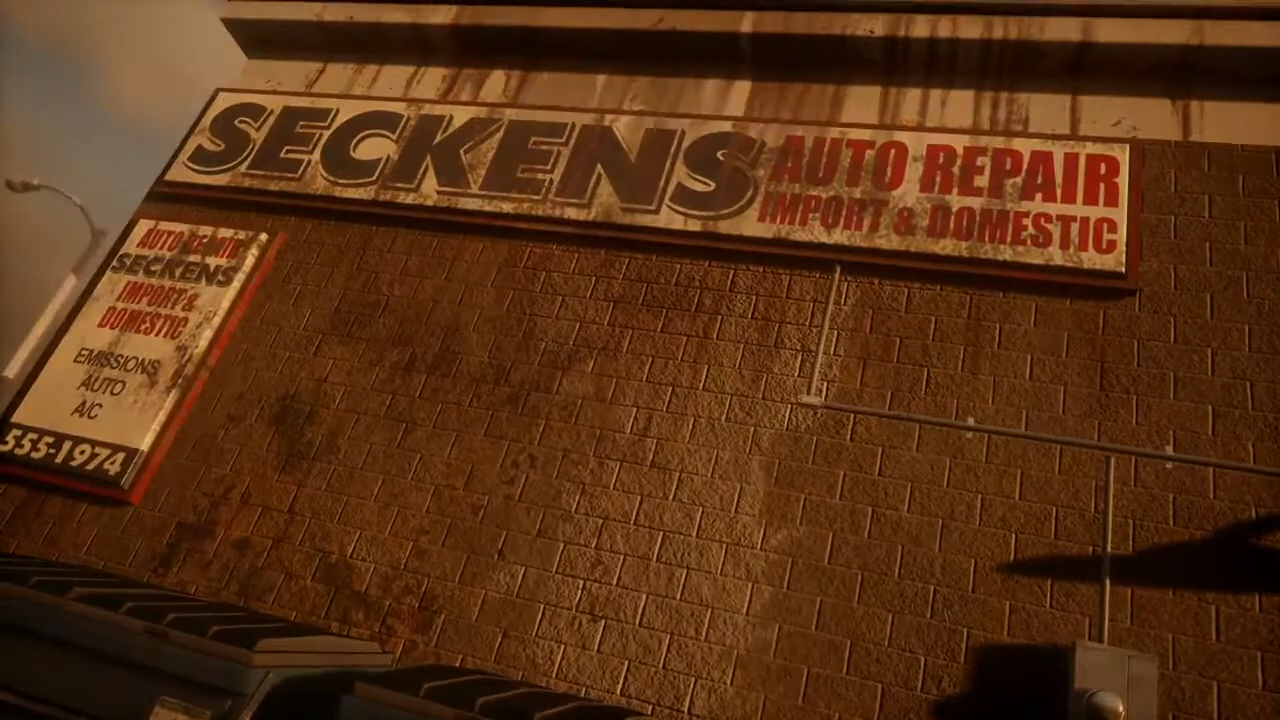 SECKENS
AUTO REPAIR
IMPORT & DOMESTIC
AUTO REPAIR
SECKENS
IMPORT &
DOMESTIC
EMISSIONS
AUTO
A/C
555-1974